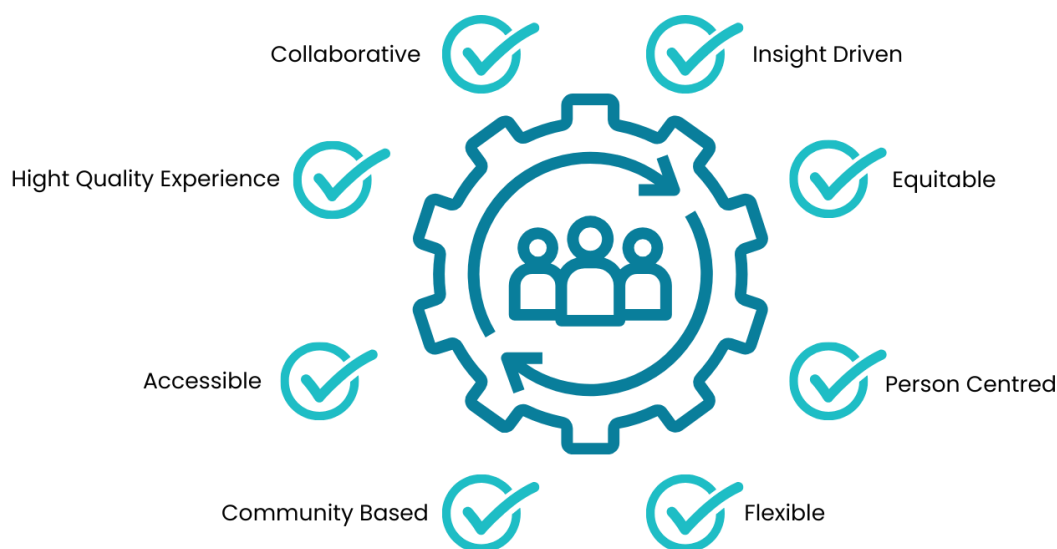 Collaborative
Insight Driven
Hight Quality Experience
Equitable
Accessible
Person Centred
Community Based
Flexible